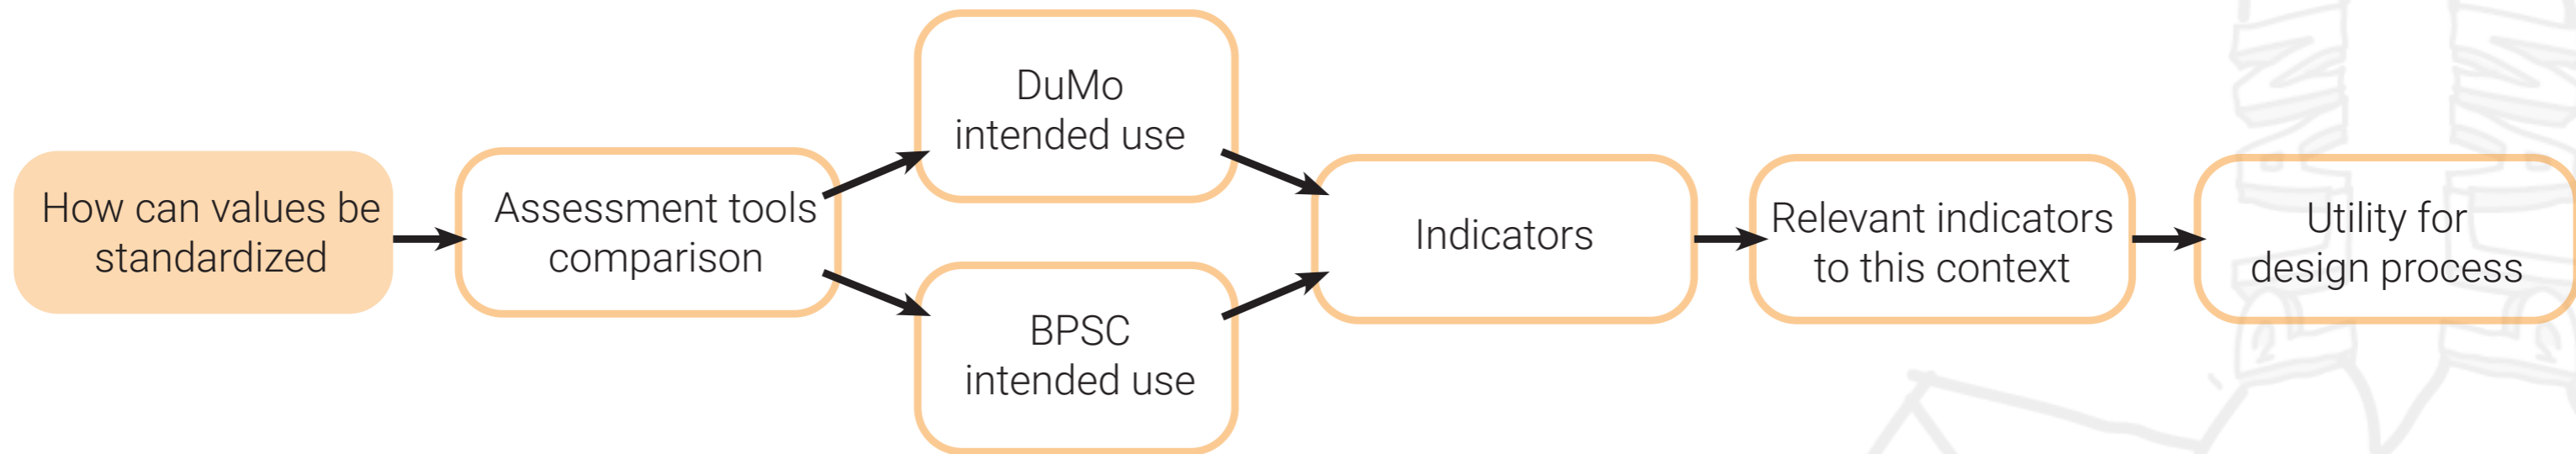 How can values be
standardized
Assessment tools
comparison
DuMo
intended use
BPSC
intended use
Indicators
Relevant indicators
to this context
Utility for
design process